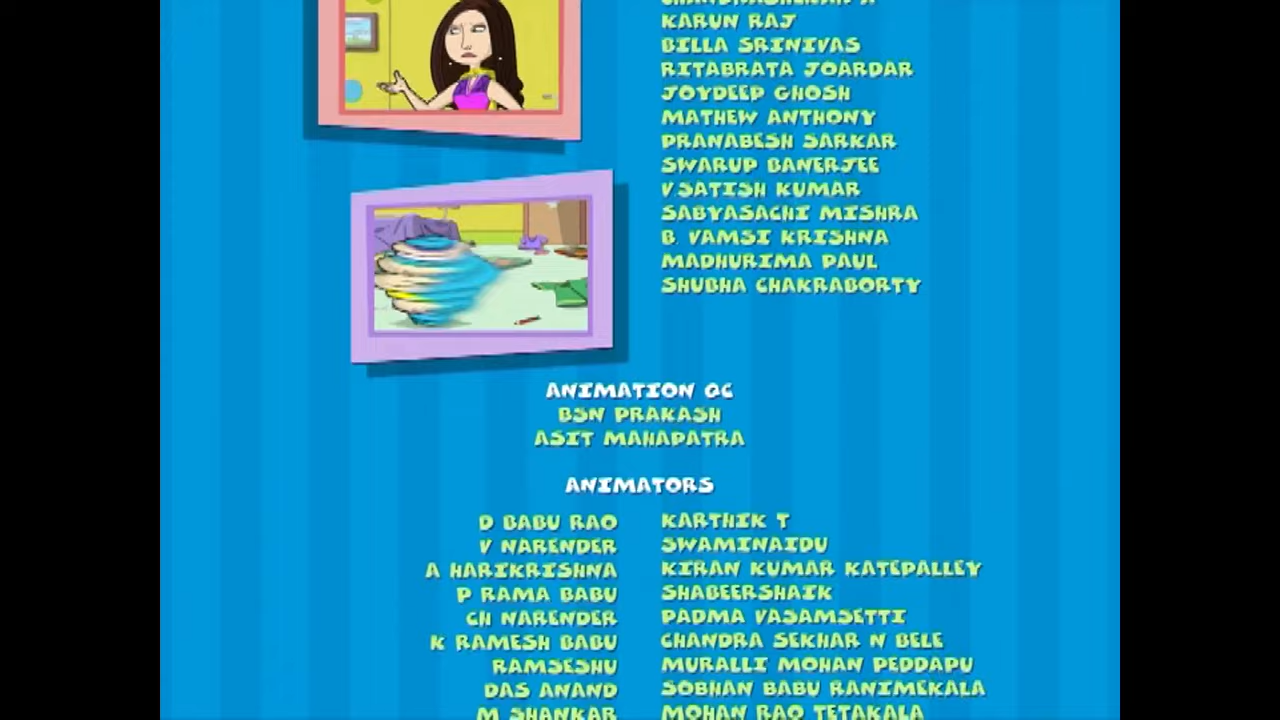 KARUN RAJ
BILLA SRINIVAS
RITABRATA JOARDAR
JOYDEEP GHOSH
MATHEW ANTHONY
PRANABESH SARKAR
SWARUP BANERJEE
V SATISH KUMAR
SABYASACHI MISHRA
B VAMSI KRISHNA
MADHURIMA PAUL
SHUBHA CHAKRABORTY
ANIMATION QC
BSN PRAKASH
ASIT MAHAPATRA
ANIMATORS
D BABU RAO KARTHIK T
V NARENDER SWAMINAIDU
A HARIKRISHNA KIRAN KUMAR KATEPALLEY
P RAMA BABU SHABEERSHAIK
CH NARENDER PADMA VASAMSETTI
K RAMESH BABU CHANDRA SEKHAR N BELE
RAMSESHU MURALLI MOHAN PEDDAPU
DAS ANAND SOBHAN BABU RANIMEKALA
M SHANKAR MOHAN RAO TETAKALA